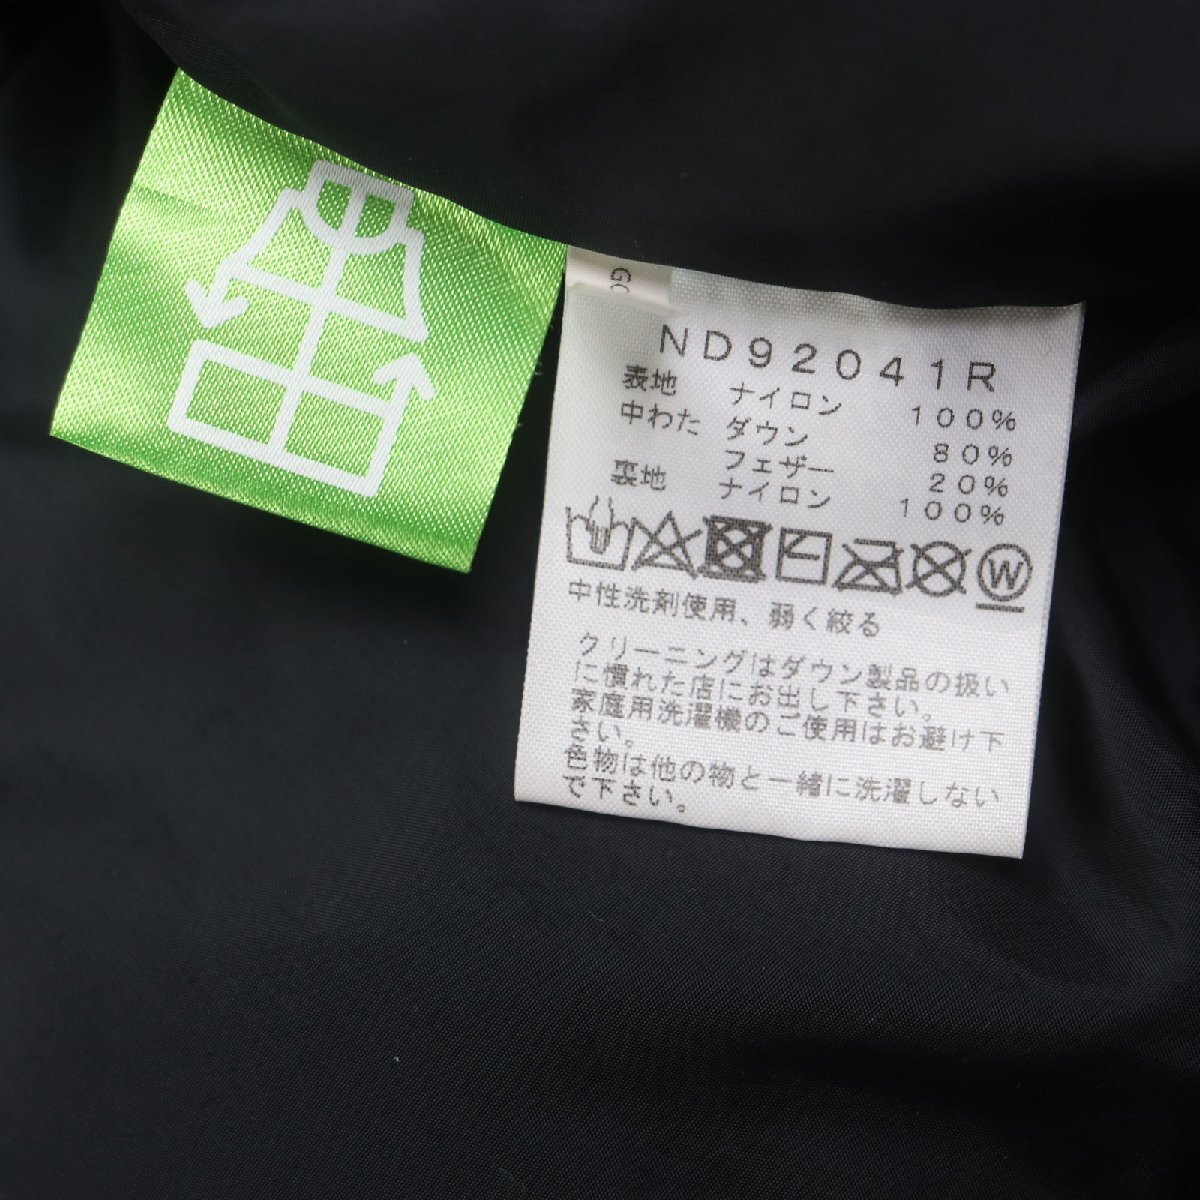 GO
ND92041R
表地 ナイロン 100%
中わた ダウン 80%
フェザー 20%
裏地 ナイロン 100%
W
中性洗剤使用、弱く絞る
クリーニングはダウン製品の扱い
に慣れた店にお出し下さい。
家庭用洗濯機のご使用はお避け下
さい。
色物は他の物と一緒に洗濯しない
で下さい。